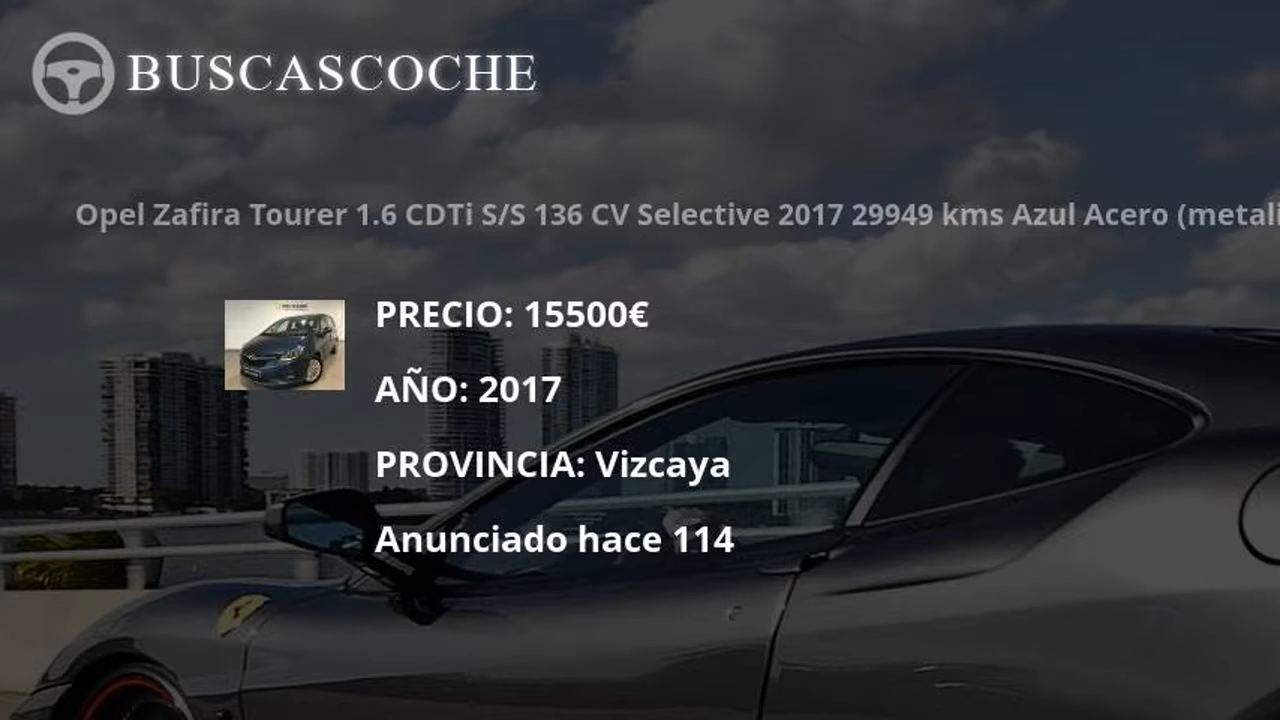 BUSCASCOCHE
Opel Zafira Tourer 1.6 CDTi S/S 136 CV Selective 2017 29949 kms Azul Acero (metali
PRECIO: 15500€
AÑO: 2017
PROVINCIA: Vizcaya
Anunciado hace 114